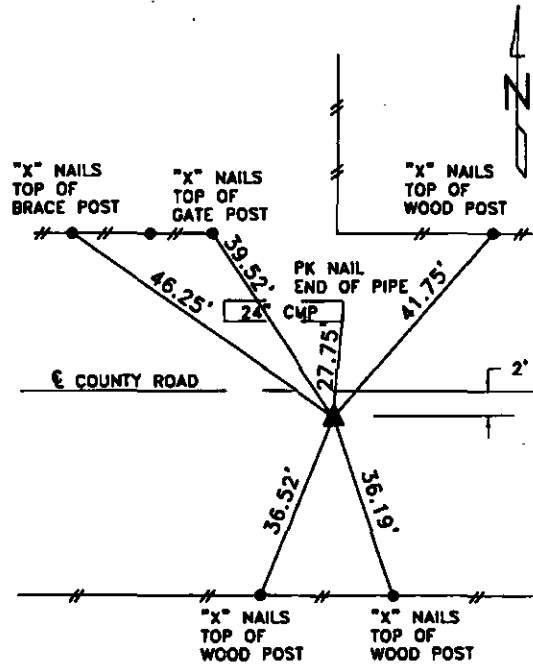 N
"X" NAILS
TOP OF
BRACE POST
"X" NAILS
TOP OF
GATE POST
"X" NAILS
TOP OF
WOOD POST
46.25'
39.52'
PK NAIL
END OF PIPE
41.75'
24" CMP
27.75'
℄ COUNTY ROAD
2'
36.52'
36.19'
"X" NAILS
TOP OF
WOOD POST
"X" NAILS
TOP OF
WOOD POST